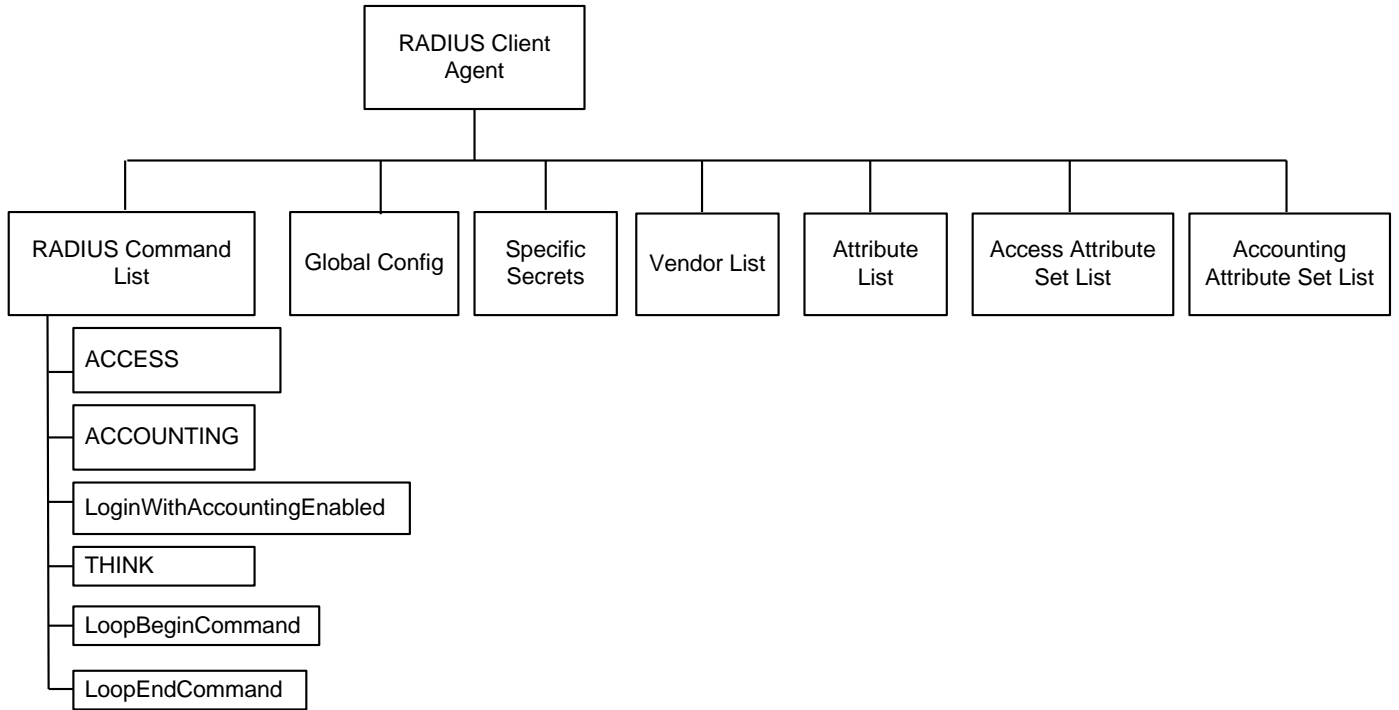 RADIUS Client
Agent
RADIUS Command
List
Global Config
Specific
Secrets
Vendor List
Attribute
List
Access Attribute
Set List
Accounting
Attribute Set List
ACCESS
ACCOUNTING
LoginWithAccountingEnabled
THINK
LoopBeginCommand
LoopEndCommand